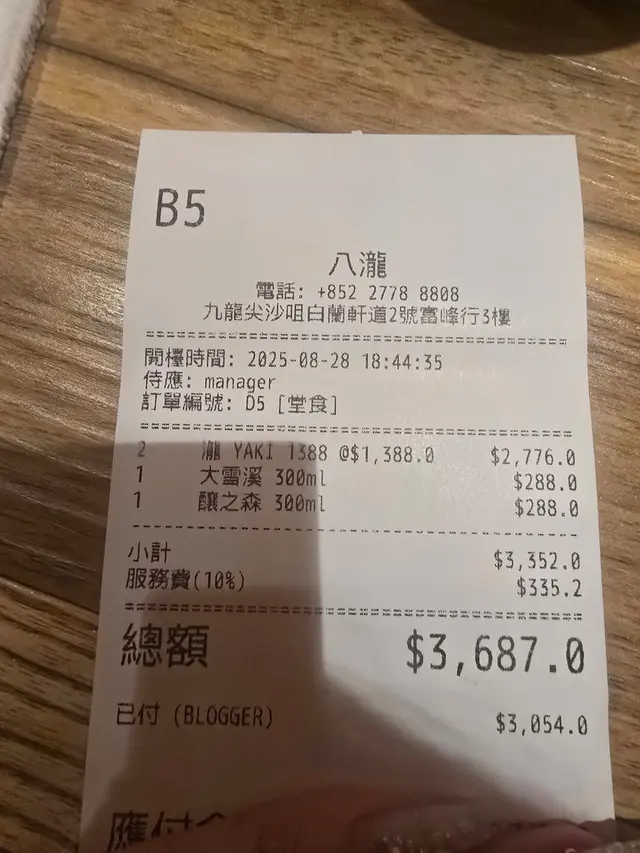 B5
八瀧
電話: +852 2778 8808
九龍尖沙咀白蘭軒道2號富峰行3樓
開檯時間: 2025-08-28 18:44:35
侍應: manager
訂單編號: D5 [堂食]
2 瀧 YAKI 1388 @$1,388.0 $2,776.0
1 大雪溪 300ml $288.0
1 釀之森 300ml $288.0
小計 $3,352.0
服務費(10%) $335.2
總額 $3,687.0
已付 (BLOGGER) $3,054.0
應付